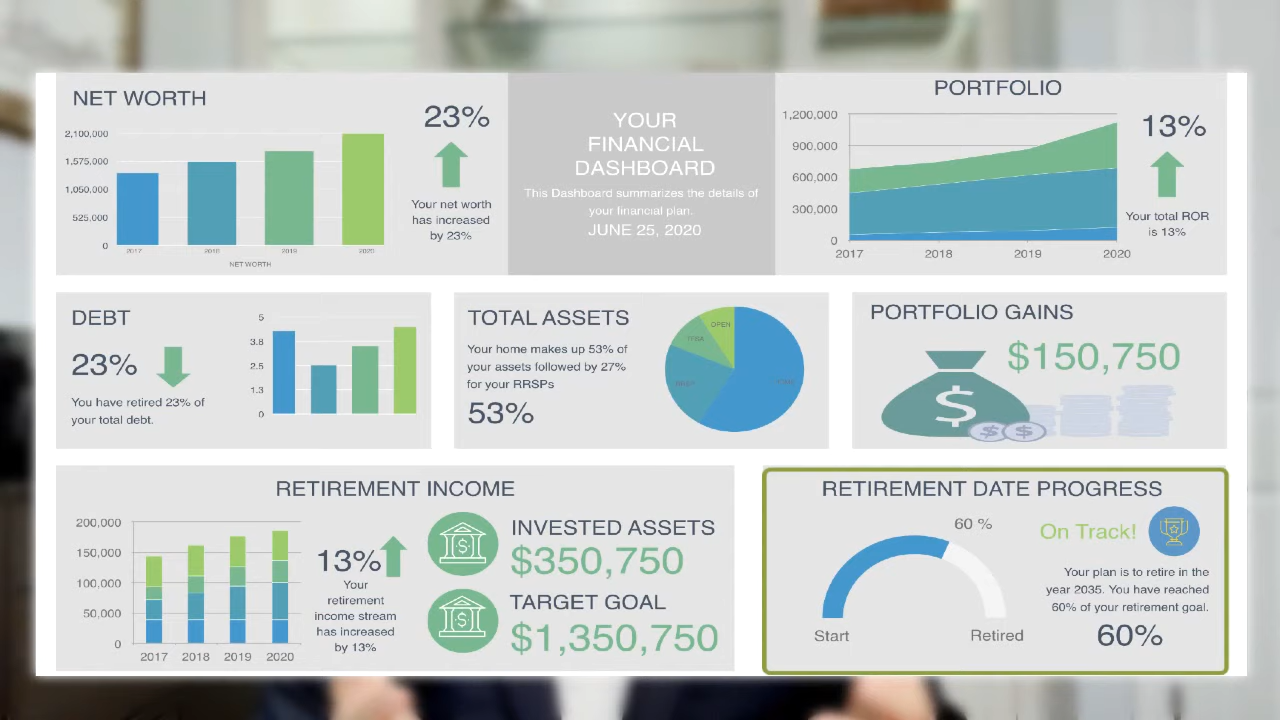 NET WORTH
2,100,000
1,575,000
1,050,000
525,000
0
2017
2018
2019
2020
NET WORTH
23%
Your net worth
has increased
by 23%
YOUR
FINANCIAL
DASHBOARD
This Dashboard summarizes the details of
your financial plan.
JUNE 25, 2020
PORTFOLIO
1,200,000
900,000
600,000
300,000
0
2017
2018
2019
2020
13%
Your total ROR
is 13%
DEBT
23%
You have retired 23% of
your total debt.
5
3.8
2.5
1.3
0
TOTAL ASSETS
Your home makes up 53% of
your assets followed by 27%
for your RRSPs
53%
OPEN
TFSA
PORTFOLIO GAINS
$150,750
$
$
$
RETIREMENT INCOME
200,000
150,000
100,000
50,000
0
2017
2018
2019
2020
13%
Your
retirement
income stream
has increased
by 13%
$
INVESTED ASSETS
$350,750
$
TARGET GOAL
$1,350,750
RETIREMENT DATE PROGRESS
60 %
Start
Retired
On Track!
Your plan is to retire in the
year 2035. You have reached
60% of your retirement goal.
60%